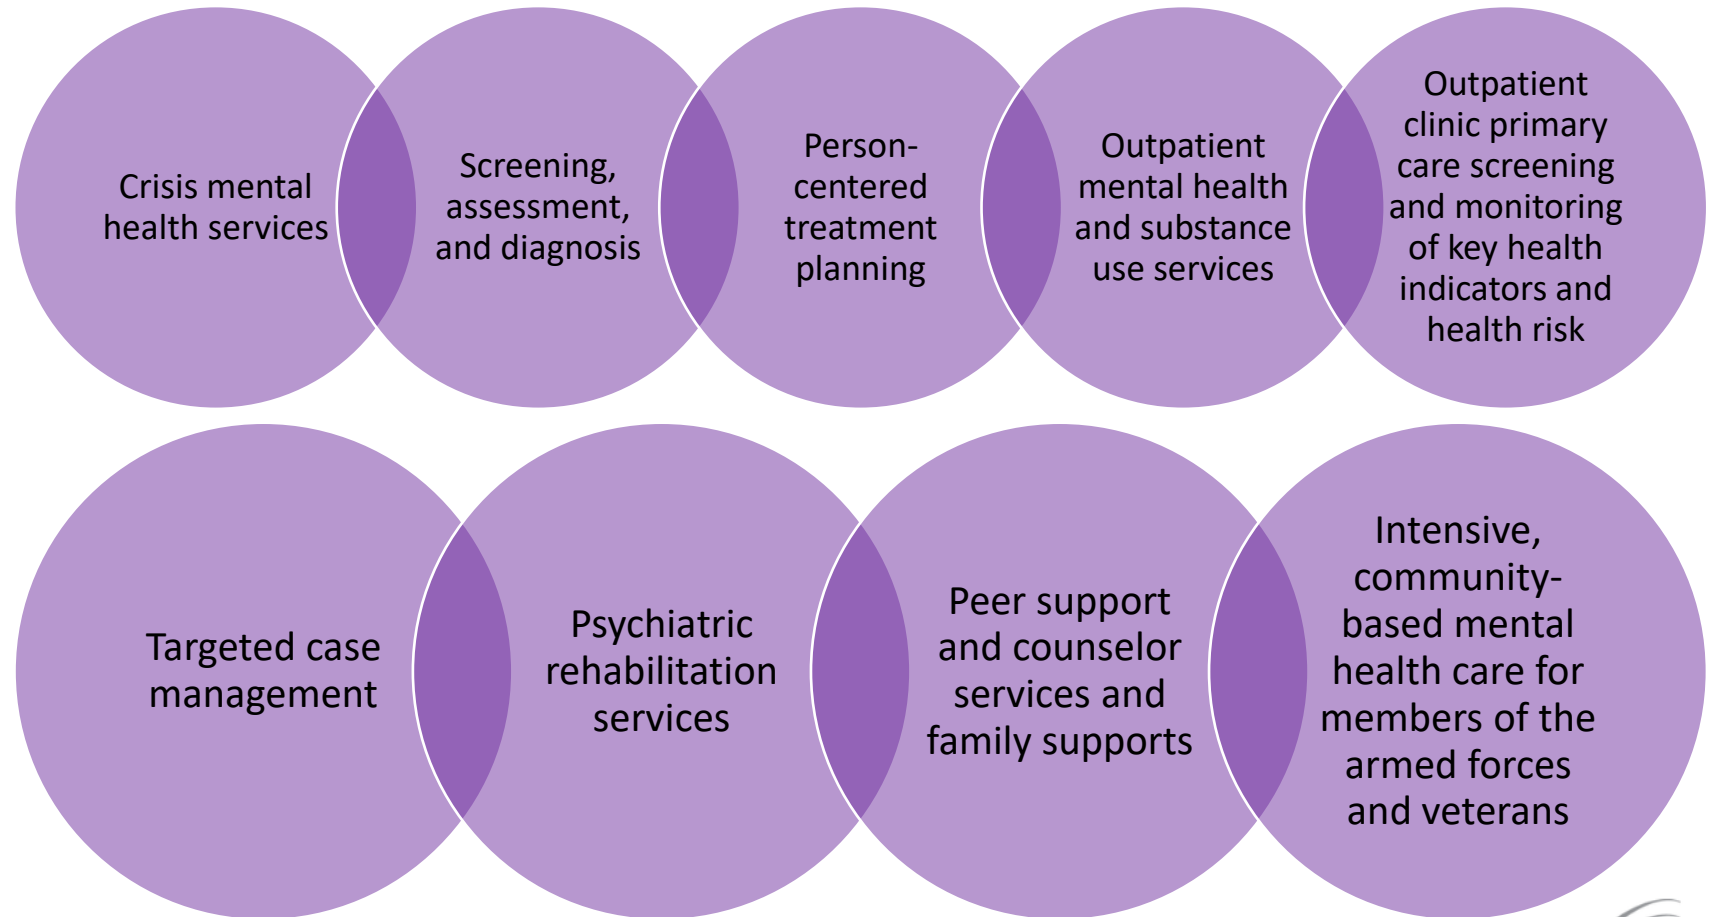 Crisis mental
health services
Screening,
assessment,
and diagnosis
Person-
centered
treatment
planning
Outpatient
mental health
and substance
use services
Outpatient
clinic primary
care screening
and monitoring
of key health
indicators and
health risk
Targeted case
management
Psychiatric
rehabilitation
services
Peer support
and counselor
services and
family supports
Intensive,
community-
based mental
health care for
members of the
armed forces
and veterans